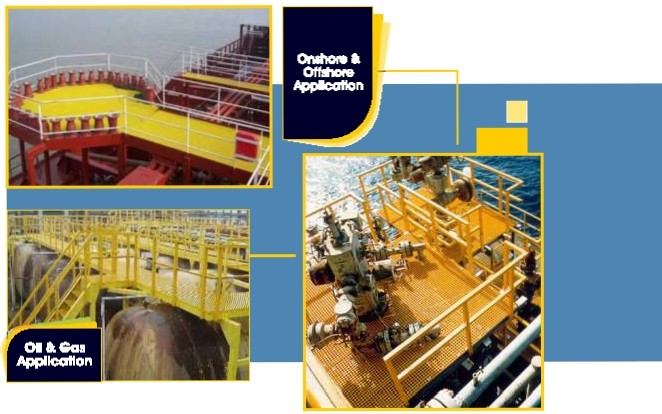 Onshore &
Offshore
Application
Oil & Gas
Application